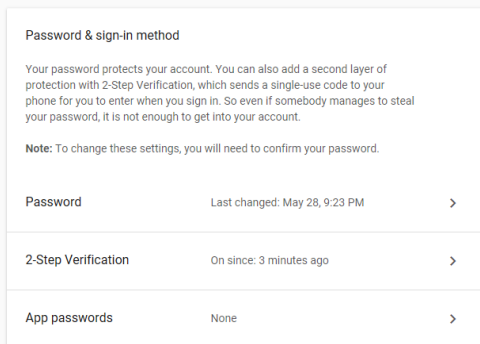 Password & sign-in method
Your password protects your account. You can also add a second layer of
protection with 2-Step Verification, which sends a single-use code to your
phone for you to enter when you sign in. So even if somebody manages to steal
your password, it is not enough to get into your account.
Note: To change these settings, you will need to confirm your password.
Password Last changed: May 28, 9:23 PM
2-Step Verification On since: 3 minutes ago
App passwords None